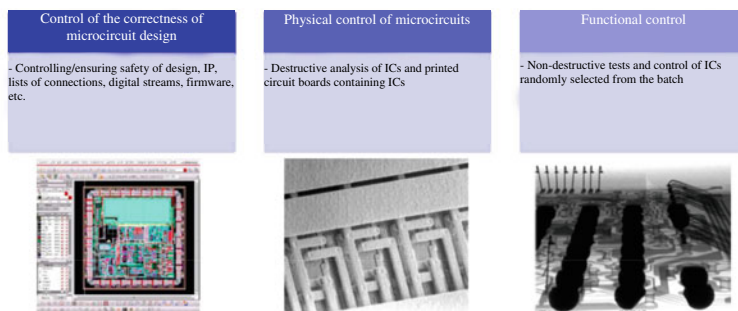 Control of the correctness of
microcircuit design
- Controlling/ensuring safety of design, IP,
lists of connections, digital streams, firmware,
etc.
Physical control of microcircuits
- Destructive analysis of ICs and printed
circuit boards containing ICs
Functional control
- Non-destructive tests and control of ICs
randomly selected from the batch